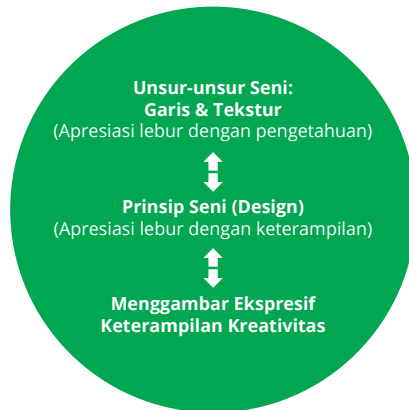 Unsur-unsur Seni:
Garis & Tekstur
(Apresiasi lebur dengan pengetahuan)
Prinsip Seni (Design)
(Apresiasi lebur dengan keterampilan)
Menggambar Ekspresif
Keterampilan Kreativitas